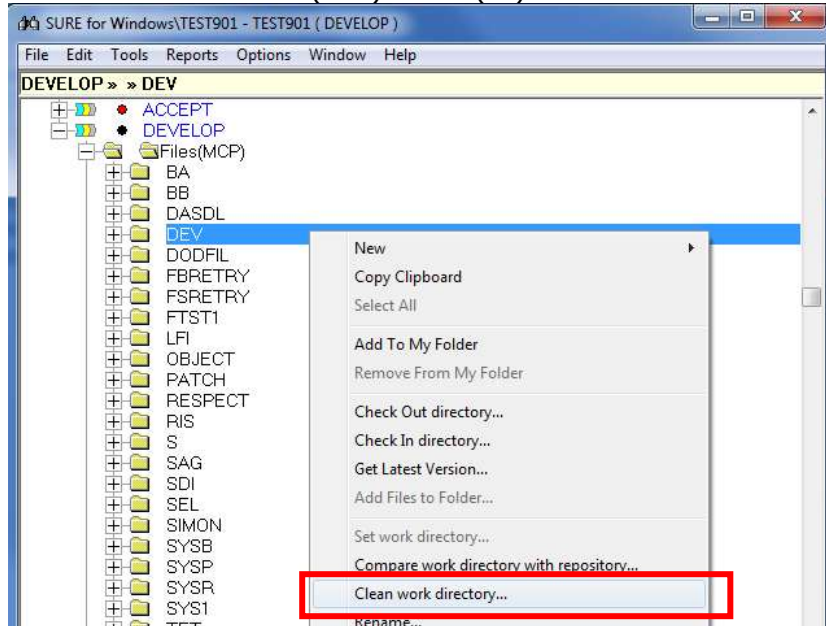 SURE for Windows\TEST901 - TEST901 ( DEVELOP )
File Edit Tools Reports Options Window Help
DEVELOP » » DEV
ACCEPT
DEVELOP
Files(MCP)
BA
BB
DASDL
DEV
DODFIL
FBRETRY
FSRETRY
FTST1
LFI
OBJECT
PATCH
RESPECT
RIS
S
SAG
SDI
SEL
SIMON
SYSB
SYSP
SYSR
SYS1
New
Copy Clipboard
Select All
Add To My Folder
Remove From My Folder
Check Out directory...
Check In directory...
Get Latest Version...
Add Files to Folder...
Set work directory...
Compare work directory with repository...
Clean work directory...
Rename...